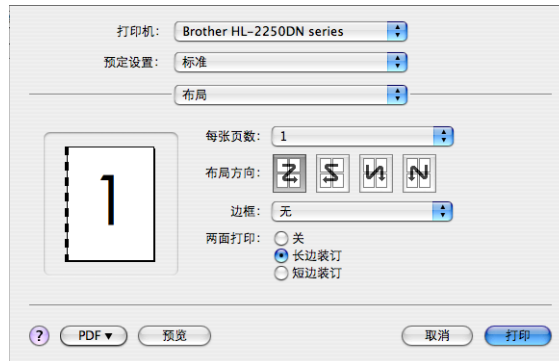 打印机: Brother HL-2250DN series
预定设置: 标准
布局
每张页数: 1
布局方向:
边框: 无
两面打印: 关
长边装订
短边装订
1
? PDF▼ 预览 取消 打印